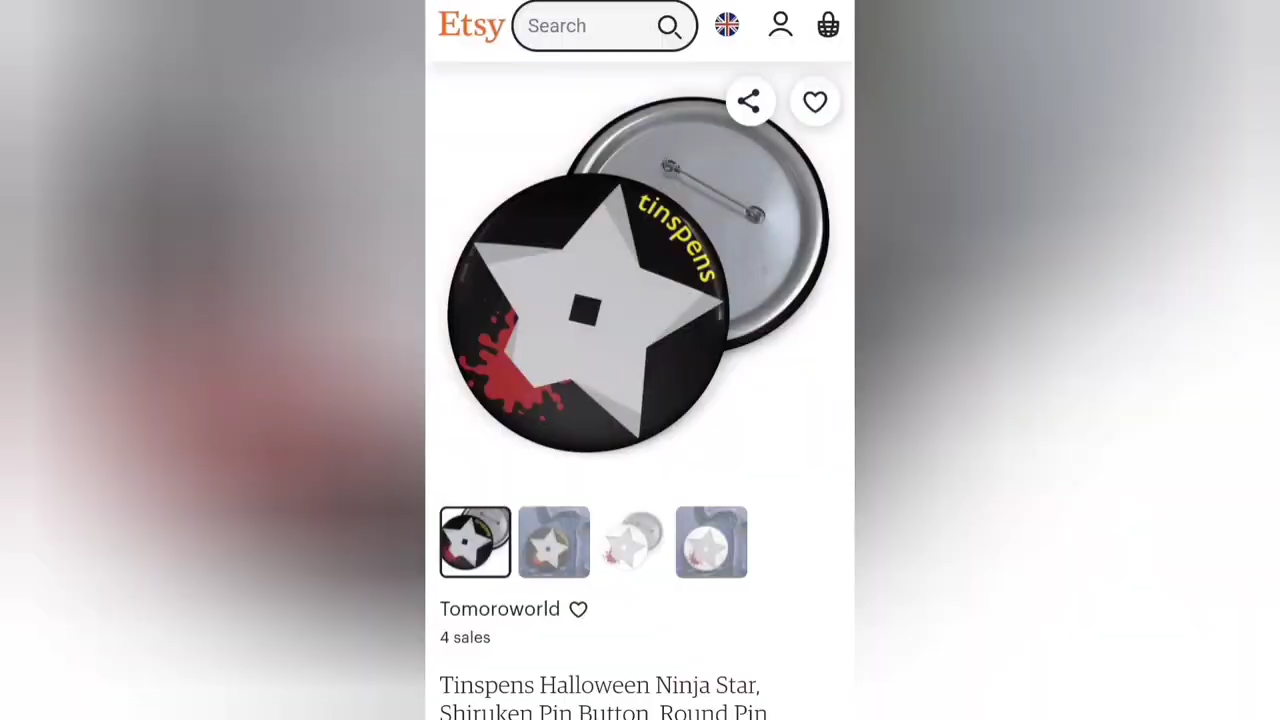 Etsy
Search
tinspens
Tomoroworld
4 sales
Tinspens Halloween Ninja Star,
Shiruken Pin Button, Round Pin